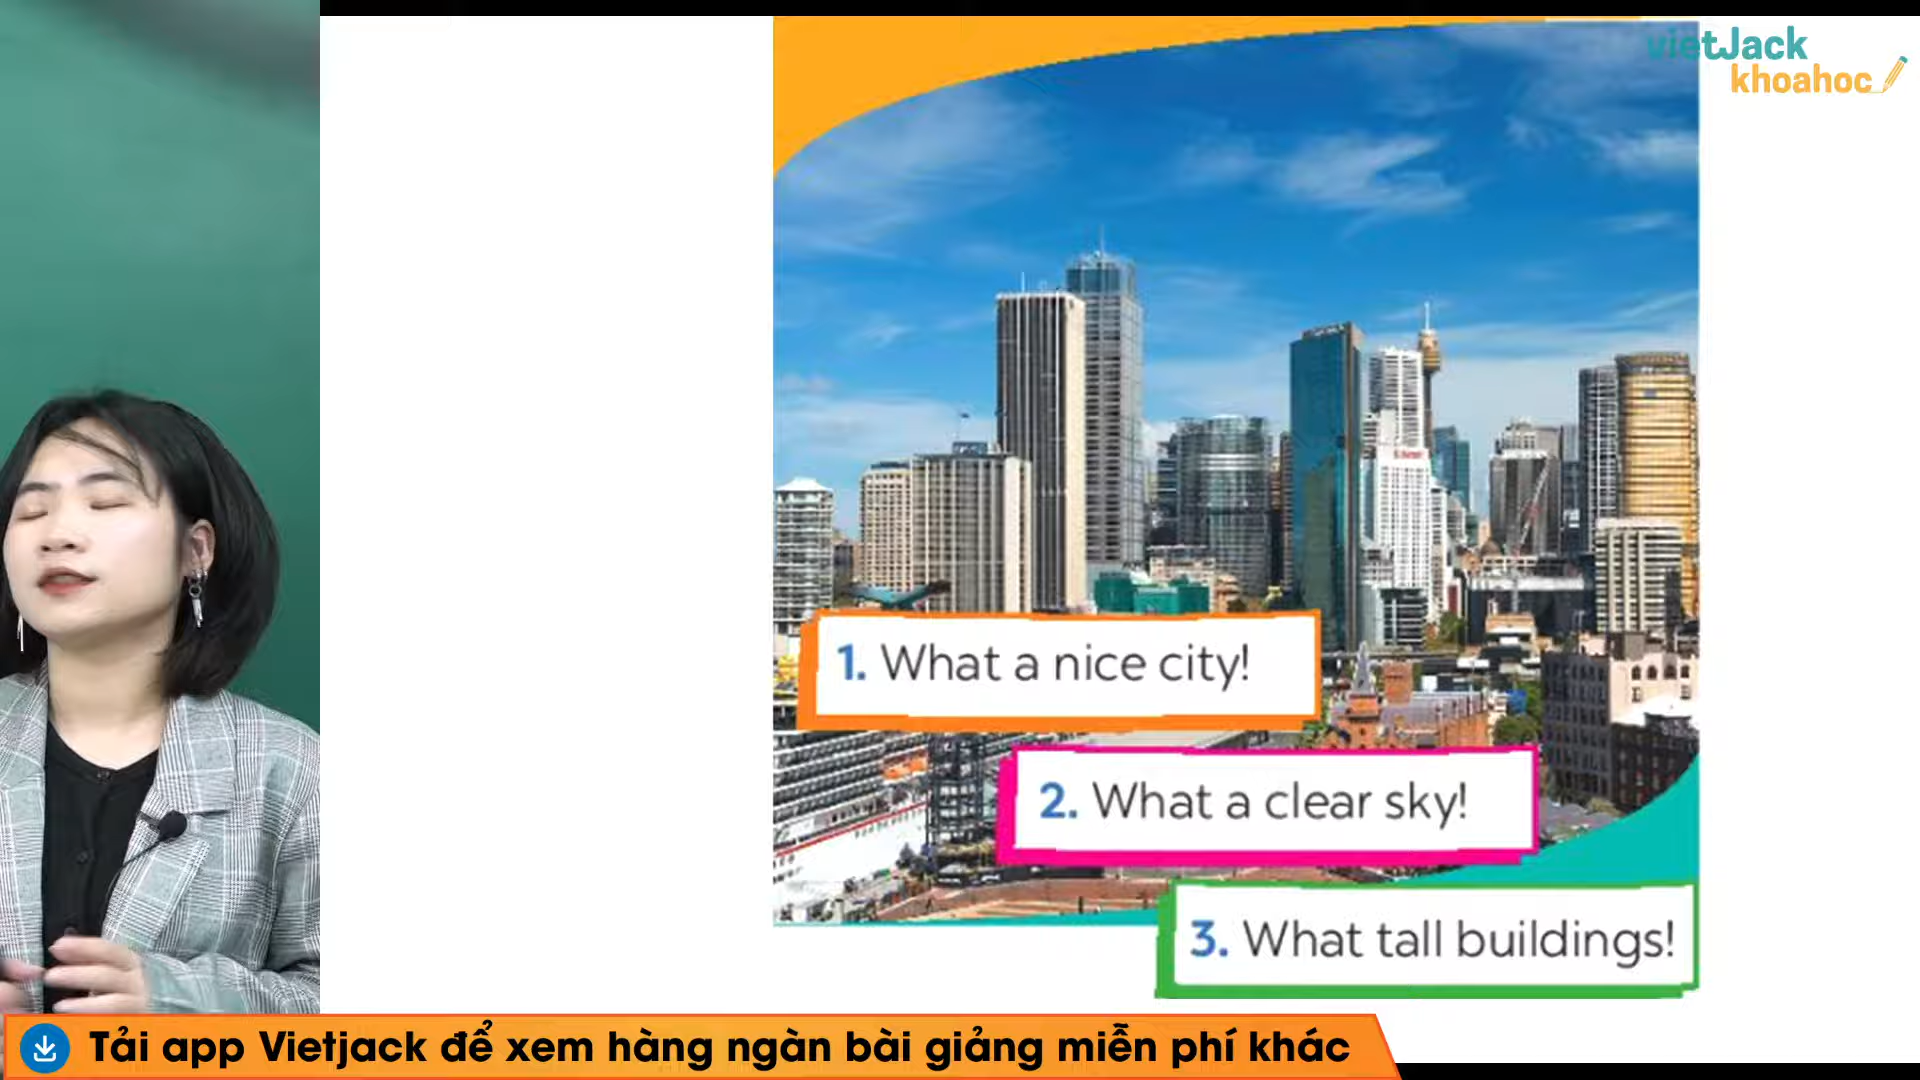 vietJack
khoahoc
1. What a nice city!
2. What a clear sky!
3. What tall buildings!
Tải app Vietjack để xem hàng ngàn bài giảng miễn phí khác